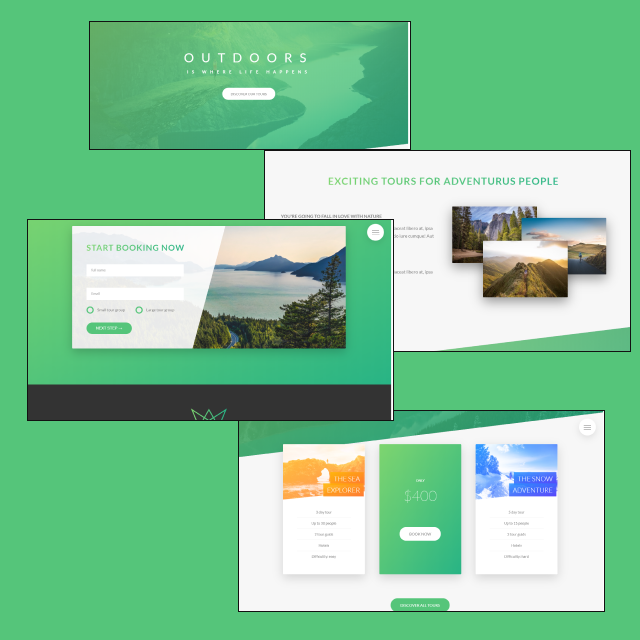 OUTDOORS
IS WHERE LIFE HAPPENS
DISCOVER OUR TOURS
EXCITING TOURS FOR ADVENTURUS PEOPLE
YOU'RE GOING TO FALL IN LOVE WITH NATURE
START BOOKING NOW
Full name
Email
Small tour group
Large tour group
NEXT STEP
THE SEA
EXPLORER
ONLY
$400
BOOK NOW
THE SNOW
ADVENTURE
3 day tour
Up to 30 people
2 tour guides
Difficulty: easy
5 day tour
Up to 15 people
3 tour guides
Difficulty: hard
DISCOVER ALL TOURS